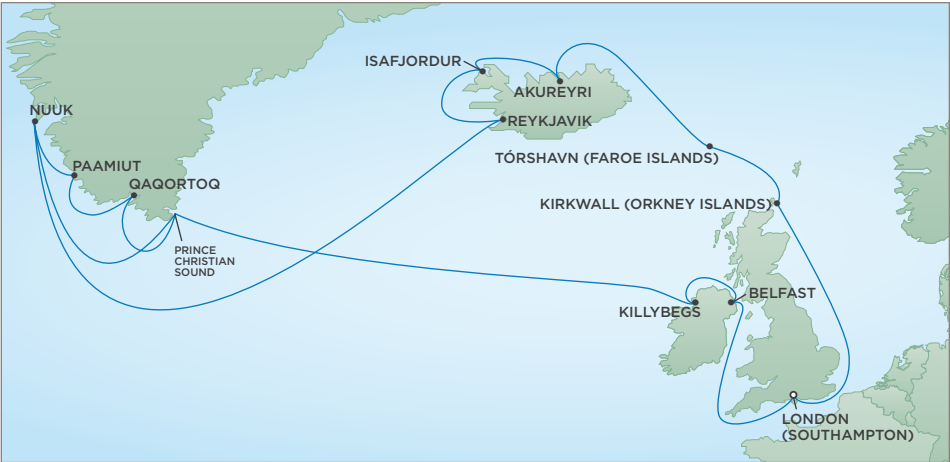 ISAFJORDUR
AKUREYRI
NUUK
REYKJAVIK
PAAMIUT
TÓRSHAVN (FAROE ISLANDS)
QAQORTOQ
KIRKWALL (ORKNEY ISLANDS)
PRINCE
CHRISTIAN
SOUND
BELFAST
KILLYBEGS
LONDON
(SOUTHAMPTON)